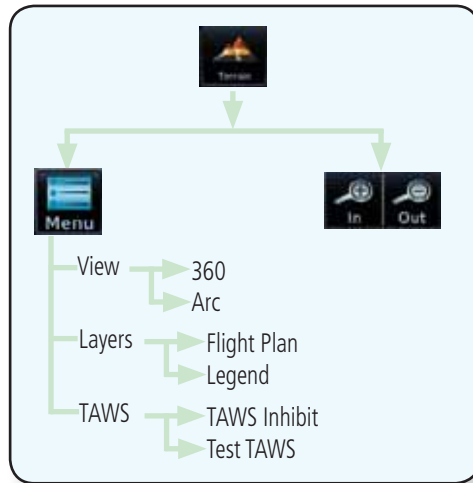 Terrain
Menu
In Out
View
360
Arc
Layers
Flight Plan
Legend
TAWS
TAWS Inhibit
Test TAWS